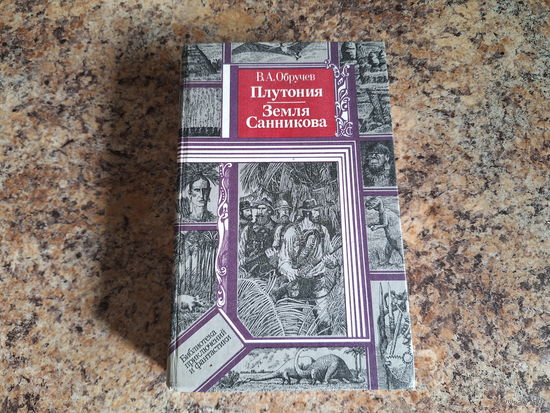 В.А.Обручев
Плутония
Земля
Санникова
Библиотека
приключений
и фантастики